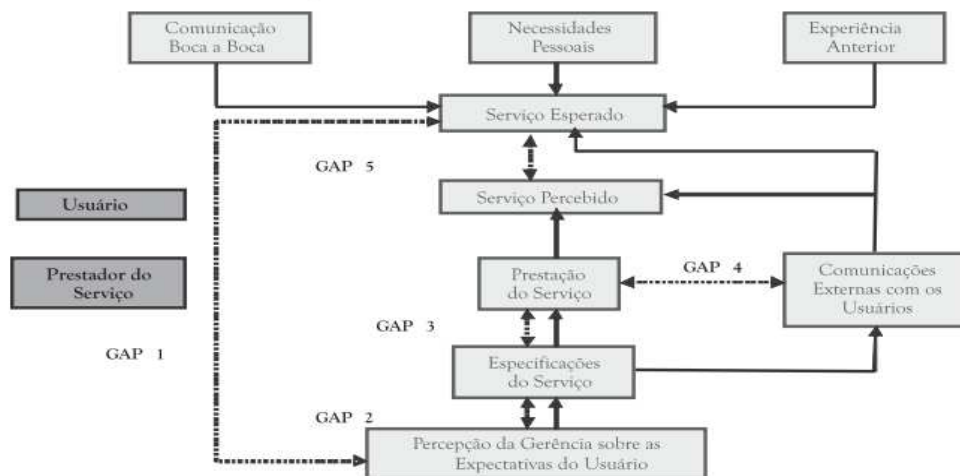 Comunicação
Boca a Boca
Necessidades
Pessoais
Experiência
Anterior
Serviço Esperado
GAP 5
Usuário
Serviço Percebido
Prestador do
Serviço
Prestação
do Serviço
GAP 4
Comunicações
Externas com os
Usuários
GAP 3
GAP 1
Especificações
do Serviço
GAP 2
Percepção da Gerência sobre as
Expectativas do Usuário